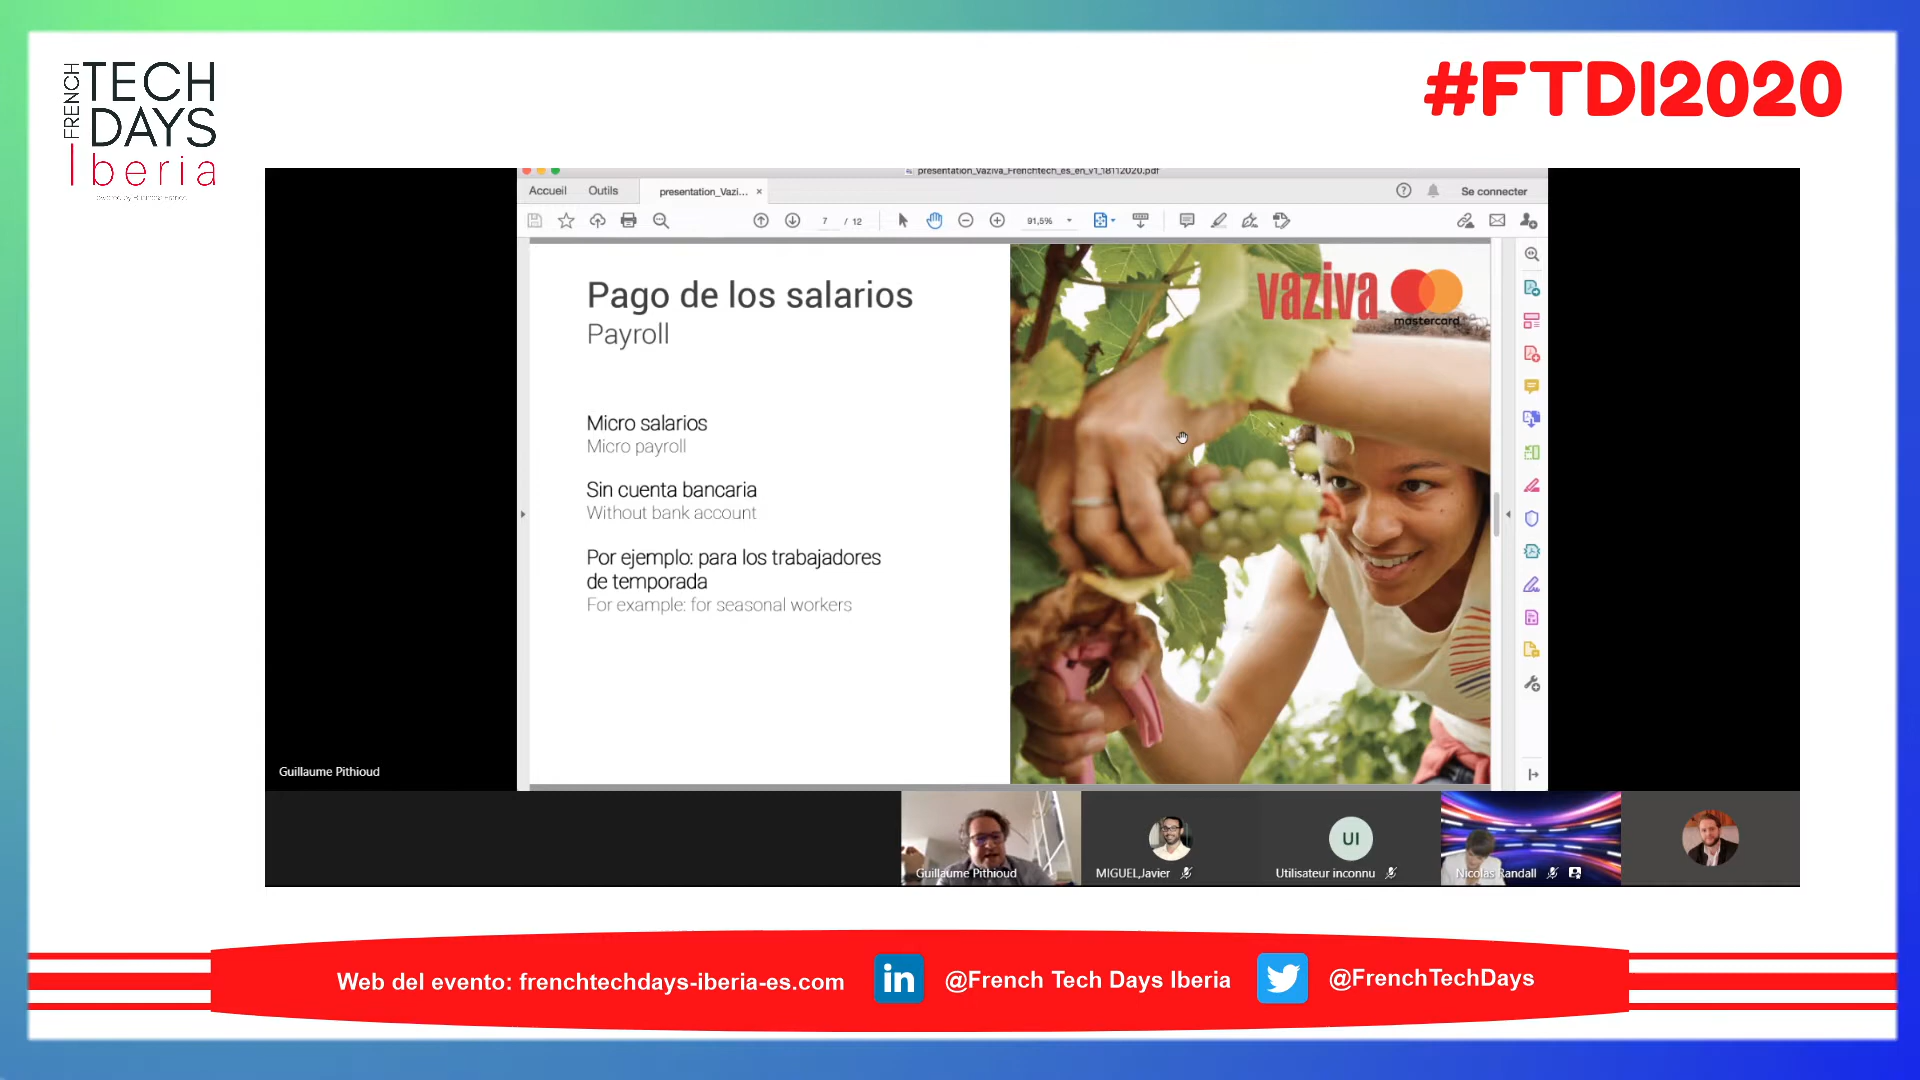 FRENCH
TECH
DAYS
Iberia
#FTDI2020
presentation_Vaziva_Frenchtech_es_en_v1_18112020.pdf
Accueil
Outils
presentation_Vazi...
×
Se connecter
7 / 12
91,5%
Pago de los salarios
Payroll
Micro salarios
Micro payroll
Sin cuenta bancaria
Without bank account
Por ejemplo: para los trabajadores
de temporada
For example: for seasonal workers
vaziva
mastercard
Guillaume Pithioud
Guillaume Pithioud
MIGUEL,Javier
UI
Utilisateur inconnu
Nicolas Randall
Web del evento: frenchtechdays-iberia-es.com
in
@French Tech Days Iberia
@FrenchTechDays